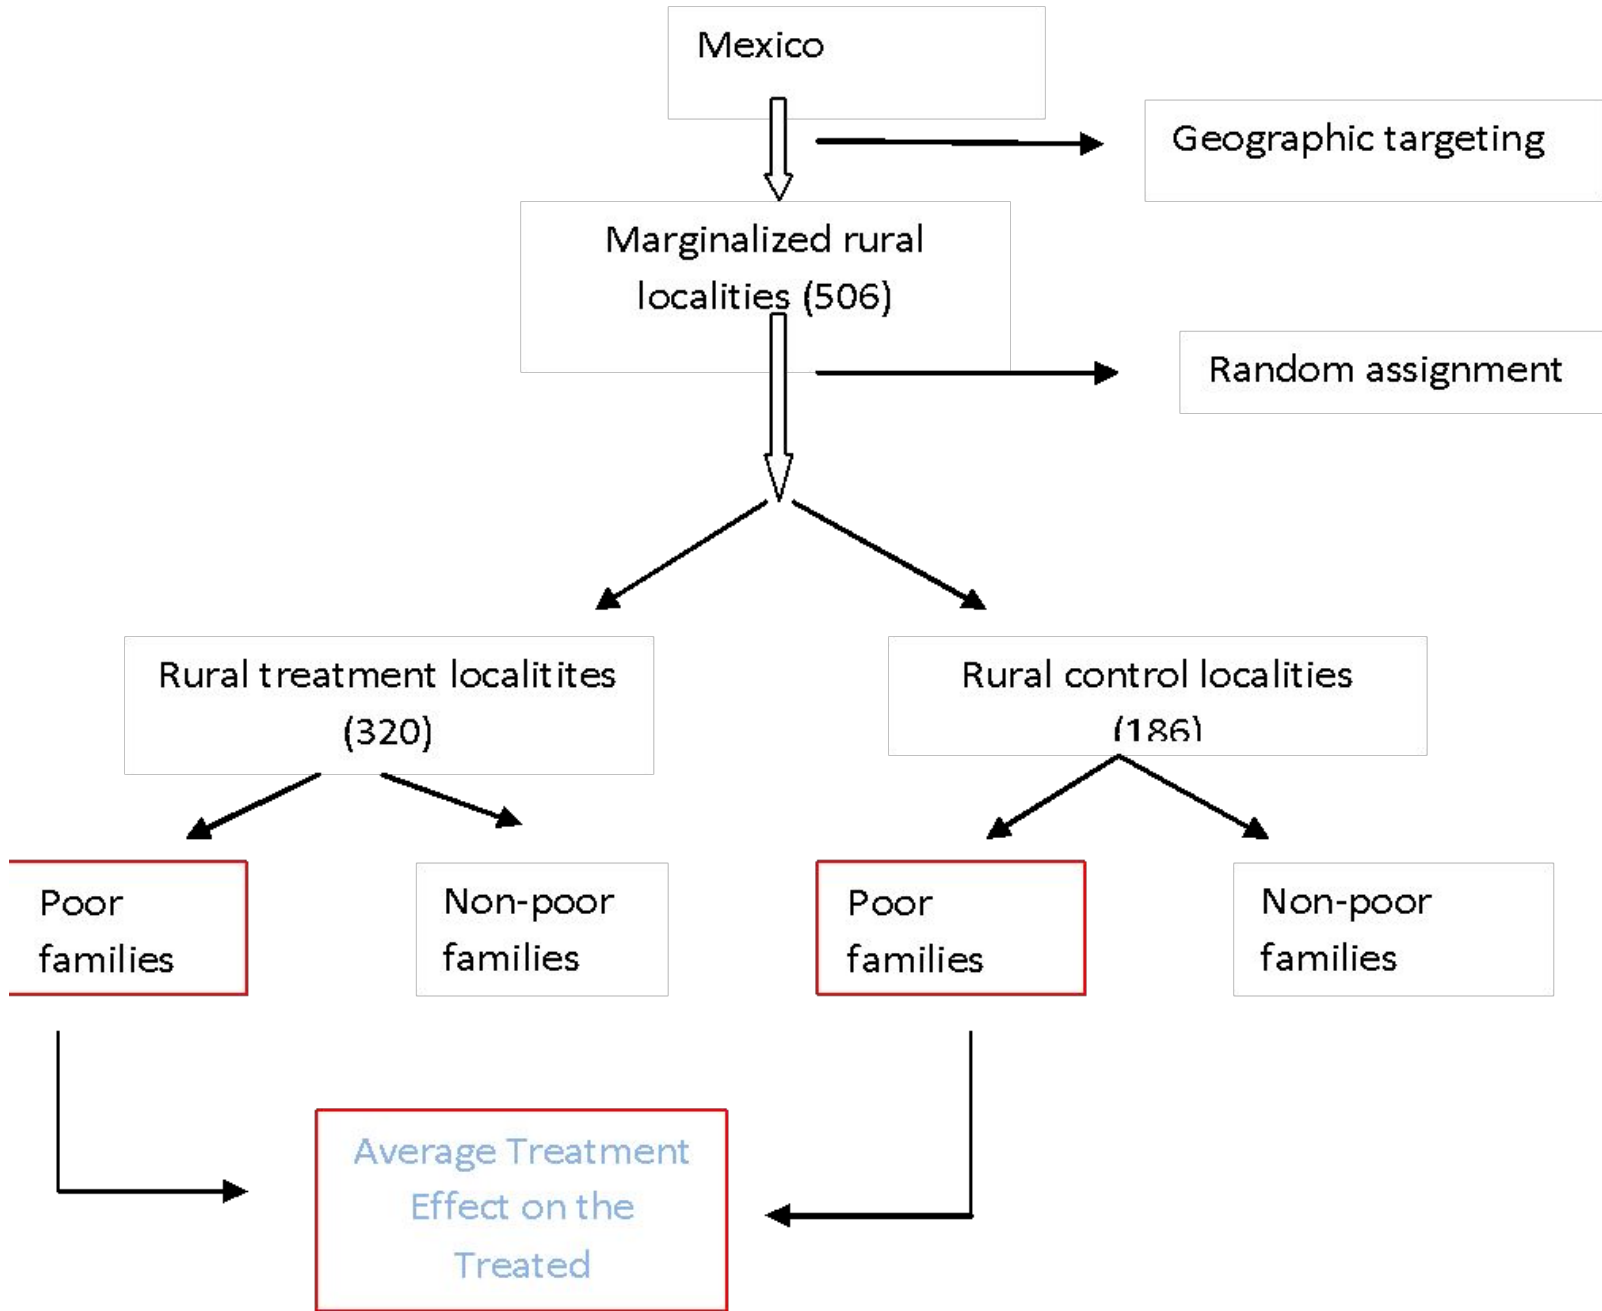 Mexico
Geographic targeting
Marginalized rural
localities (506)
Random assignment
Rural treatment localitites
(320)
Rural control localities
(186)
Poor
families
Non-poor
families
Poor
families
Non-poor
families
Average Treatment
Effect on the
Treated